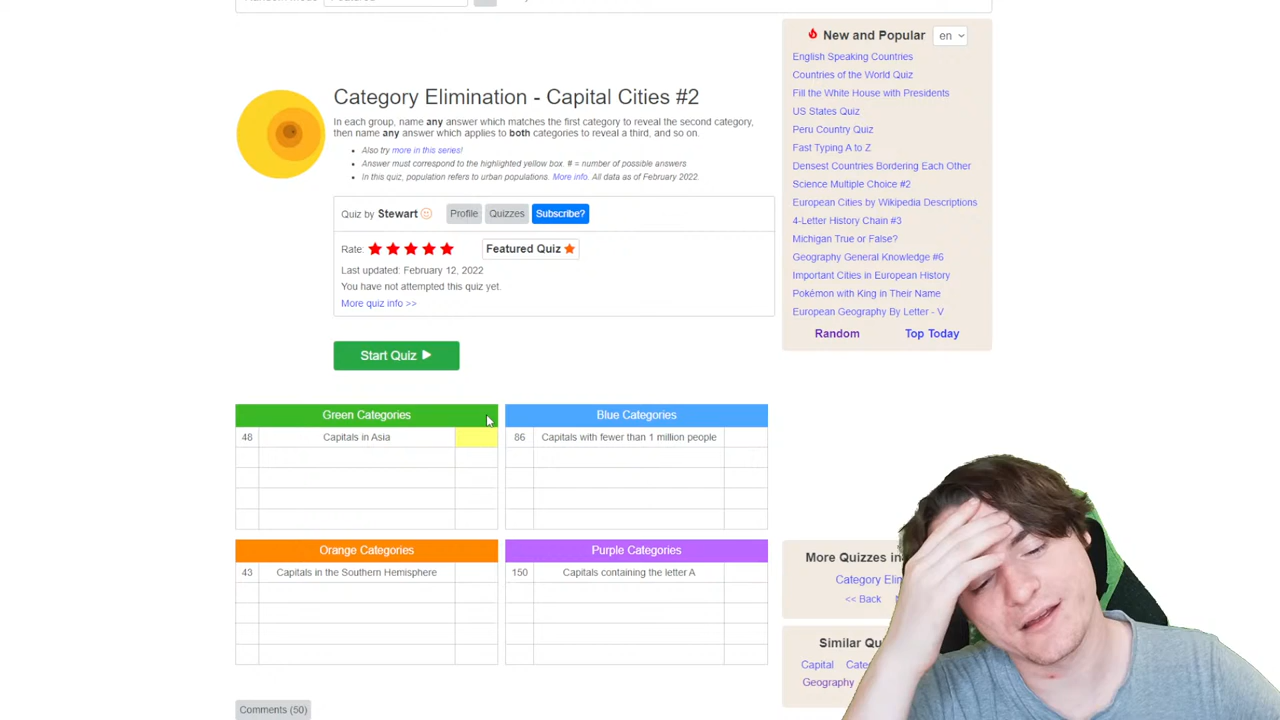 New and Popular en
English Speaking Countries
Countries of the World Quiz
Fill the White House with Presidents
US States Quiz
Peru Country Quiz
Fast Typing A to Z
Densest Countries Bordering Each Other
Science Multiple Choice #2
European Cities by Wikipedia Descriptions
4-Letter History Chain #3
Michigan True or False?
Geography General Knowledge #6
Important Cities in European History
Pokémon with King in Their Name
European Geography By Letter - V
Random Top Today
Category Elimination - Capital Cities #2
In each group, name any answer which matches the first category to reveal the second category,
then name any answer which applies to both categories to reveal a third, and so on.
Also try more in this series!
Answer must correspond to the highlighted yellow box. # = number of possible answers
In this quiz, population refers to urban populations. More info. All data as of February 2022.
Quiz by Stewart Profile Quizzes Subscribe?
Rate: Featured Quiz
Last updated: February 12, 2022
You have not attempted this quiz yet.
More quiz info >>
Start Quiz
Green Categories
48 Capitals in Asia
Blue Categories
86 Capitals with fewer than 1 million people
Orange Categories
43 Capitals in the Southern Hemisphere
Purple Categories
150 Capitals containing the letter A
More Quizzes in
Category
<< Back
Similar
Capital
Geography
Comments (50)